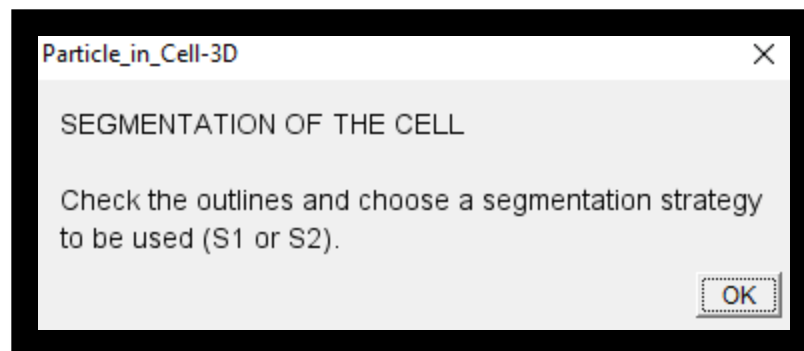 Particle_in_Cell-3D
SEGMENTATION OF THE CELL
Check the outlines and choose a segmentation strategy
to be used (S1 or S2).
OK